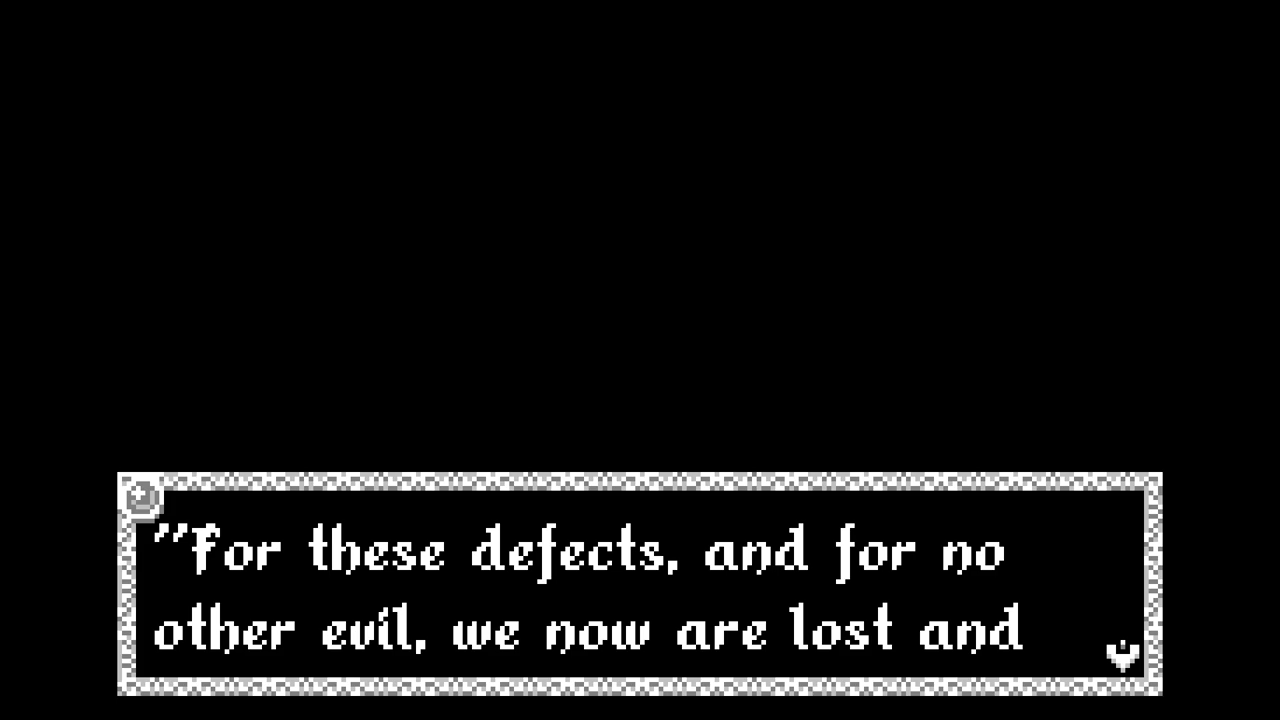 "For these defects, and for no
other evil, we now are lost and